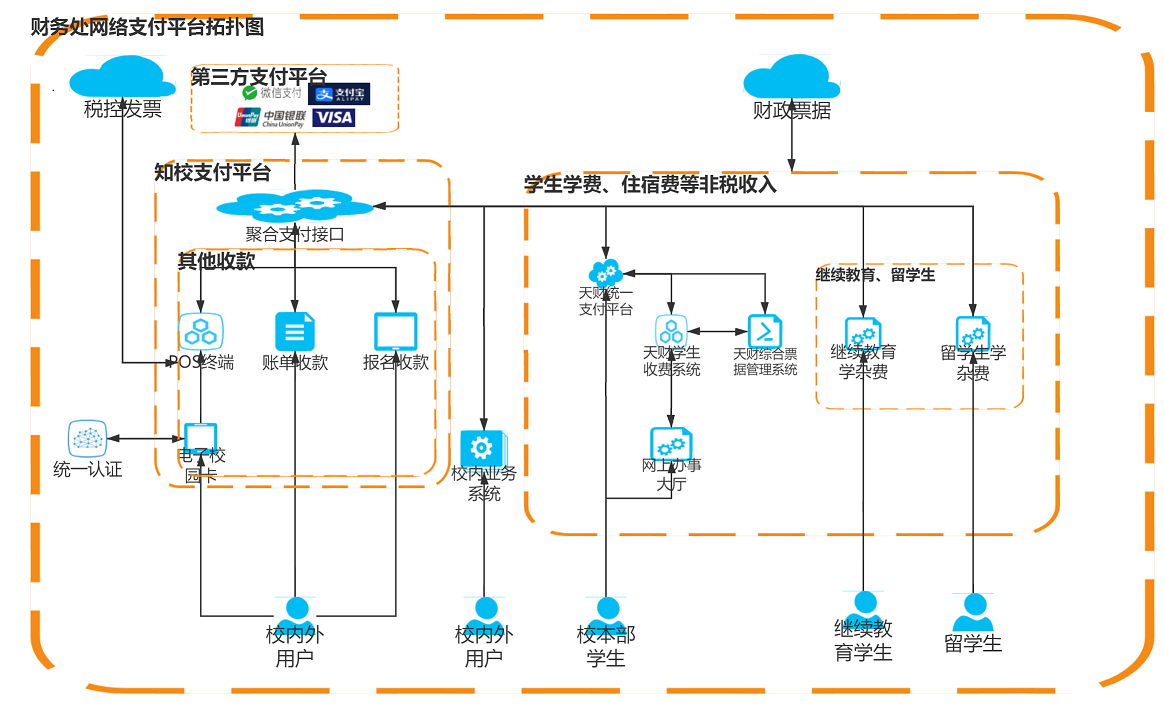 财务处网络支付平台拓扑图
税控发票
第三方支付平台
微信支付
支付宝
ALIPAY
UnionPay
银联
中国银联
China UnionPay
VISA
财政票据
知校支付平台
聚合支付接口
学生学费、住宿费等非税收入
其他收款
POS终端
账单收款
报名收款
天财统一
支付平台
天财学生
收费系统
天财综合票
据管理系统
继续教育、留学生
继续教育
学杂费
留学生学
杂费
统一认证
电子校
园卡
校内业务
系统
网上办事
大厅
校内外
用户
校内外
用户
校本部
学生
继续教
育学生
留学生